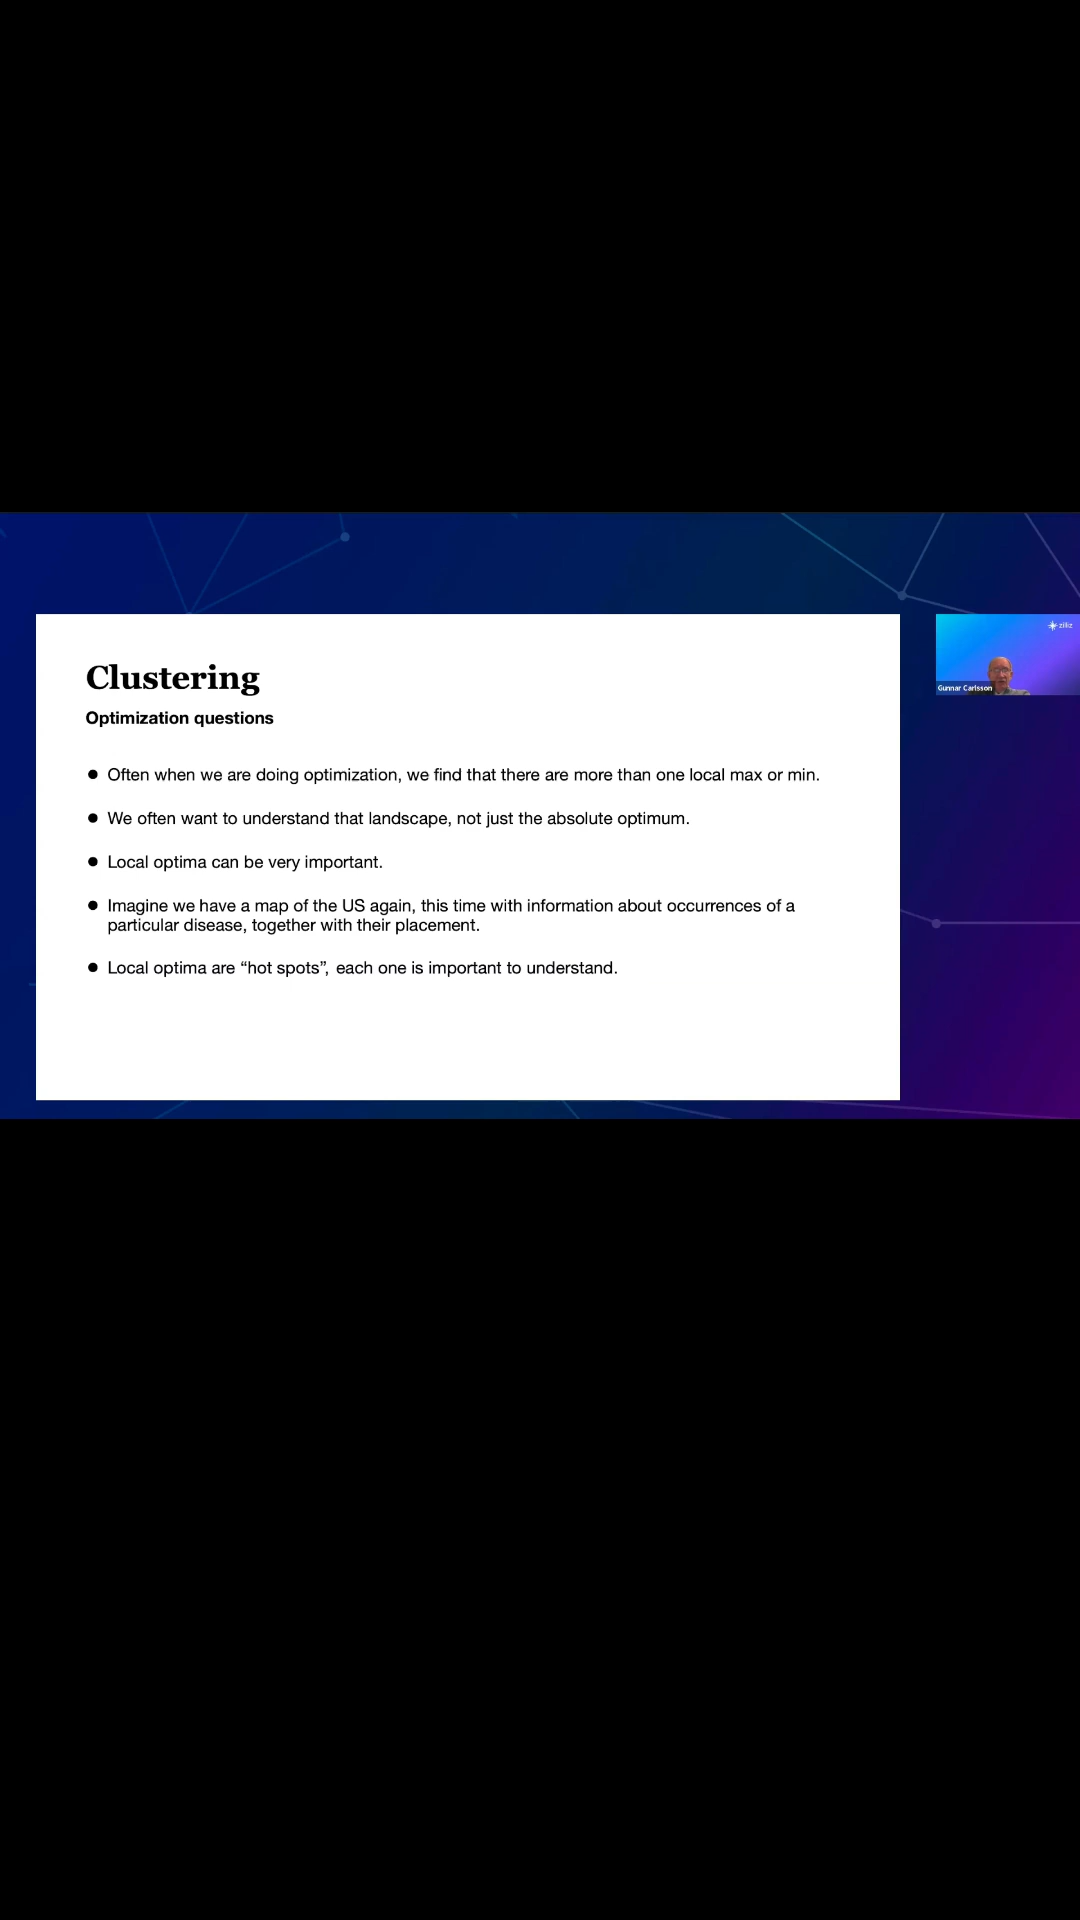 Clustering
Optimization questions
● Often when we are doing optimization, we find that there are more than one local max or min.
● We often want to understand that landscape, not just the absolute optimum.
● Local optima can be very important.
● Imagine we have a map of the US again, this time with information about occurrences of a
particular disease, together with their placement.
● Local optima are “hot spots”, each one is important to understand.
zilliz
Gunnar Carlsson